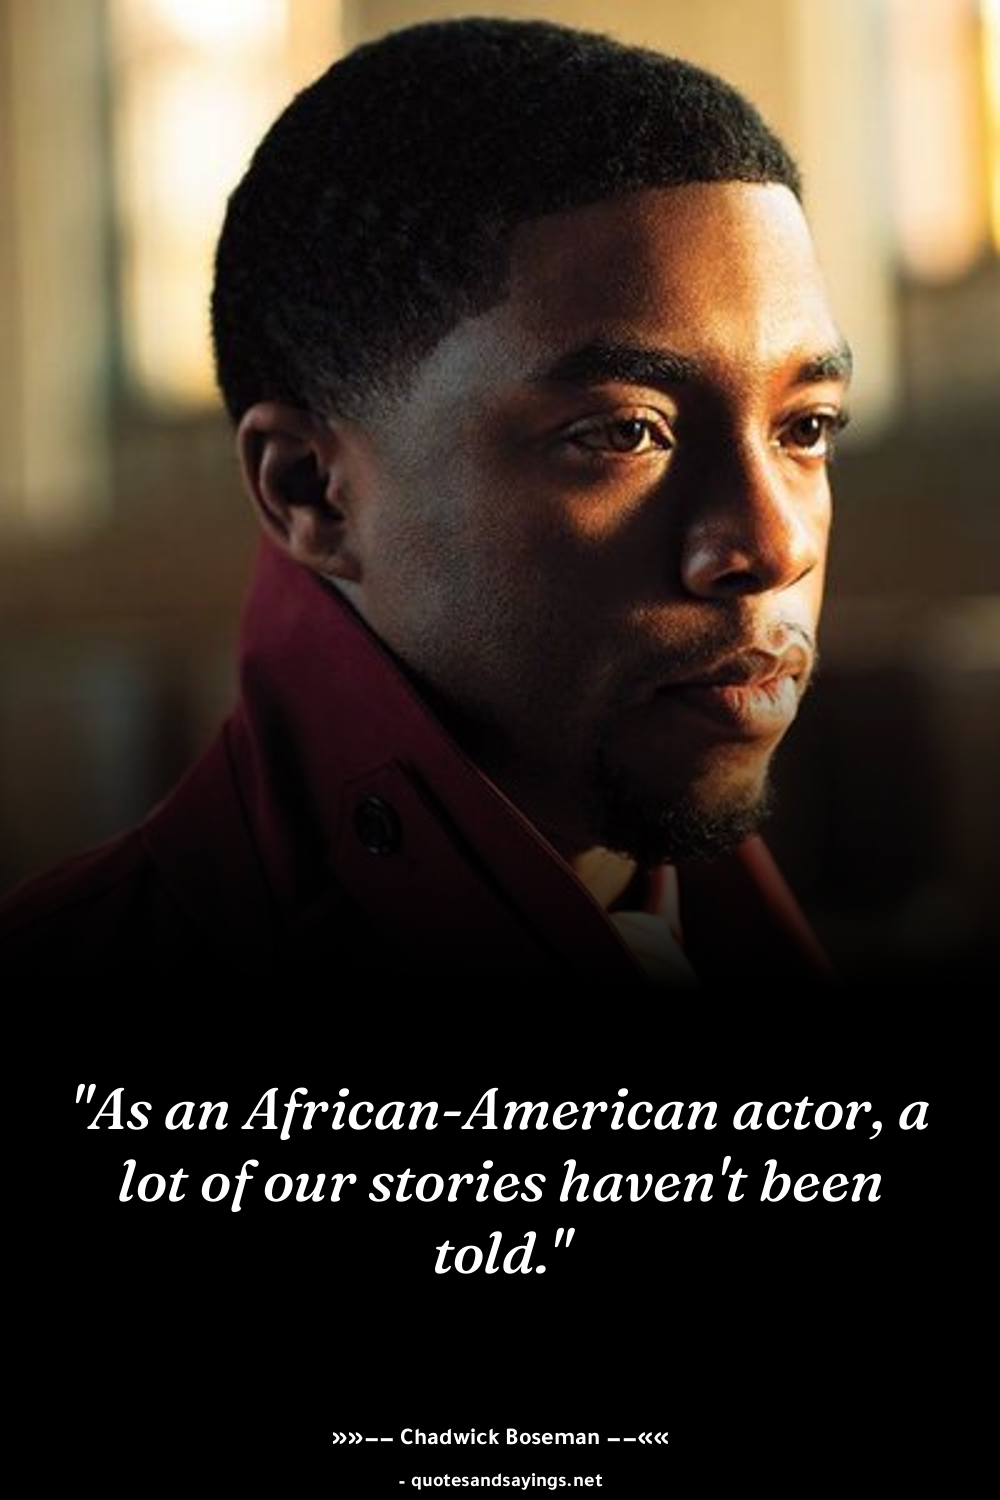 "As an African-American actor, a
lot of our stories haven't been
told."
»»–– Chadwick Boseman ––««
- quotesandsayings.net